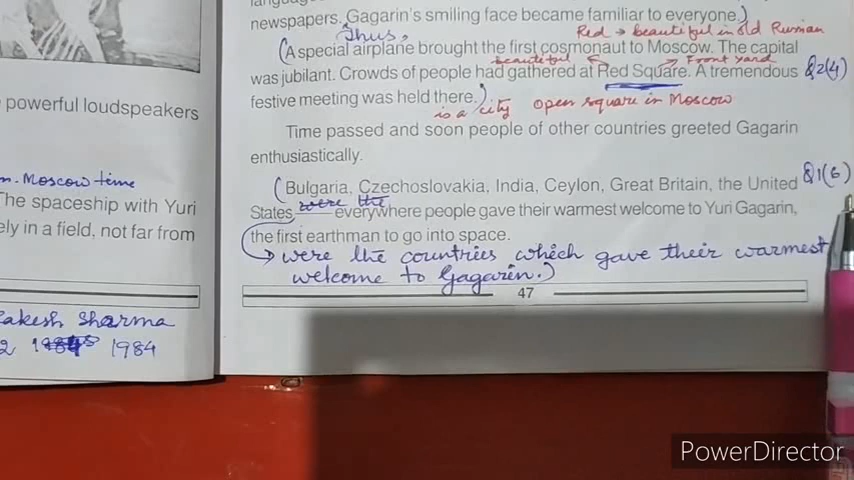 newspapers. Gagarin's smiling face became familiar to everyone.)
Thus,
Red → beautiful in old Russian
(A special airplane brought the first cosmonaut to Moscow. The capital
beautiful
Front yard
was jubilant. Crowds of people had gathered at Red Square. A tremendous Q2(4)
festive meeting was held there.)
is a city open square in Moscow
Time passed and soon people of other countries greeted Gagarin
enthusiastically.
(Bulgaria, Czechoslovakia, India, Ceylon, Great Britain, the United Q1(6)
States were the everywhere people gave their warmest welcome to Yuri Gagarin,
the first earthman to go into space.
→ were the countries which gave their warmest
welcome to Gagarin.)
47
powerful loudspeakers
m. Moscow time
The spaceship with Yuri
ely in a field, not far from
Rakesh Sharma
2 1984
PowerDirector